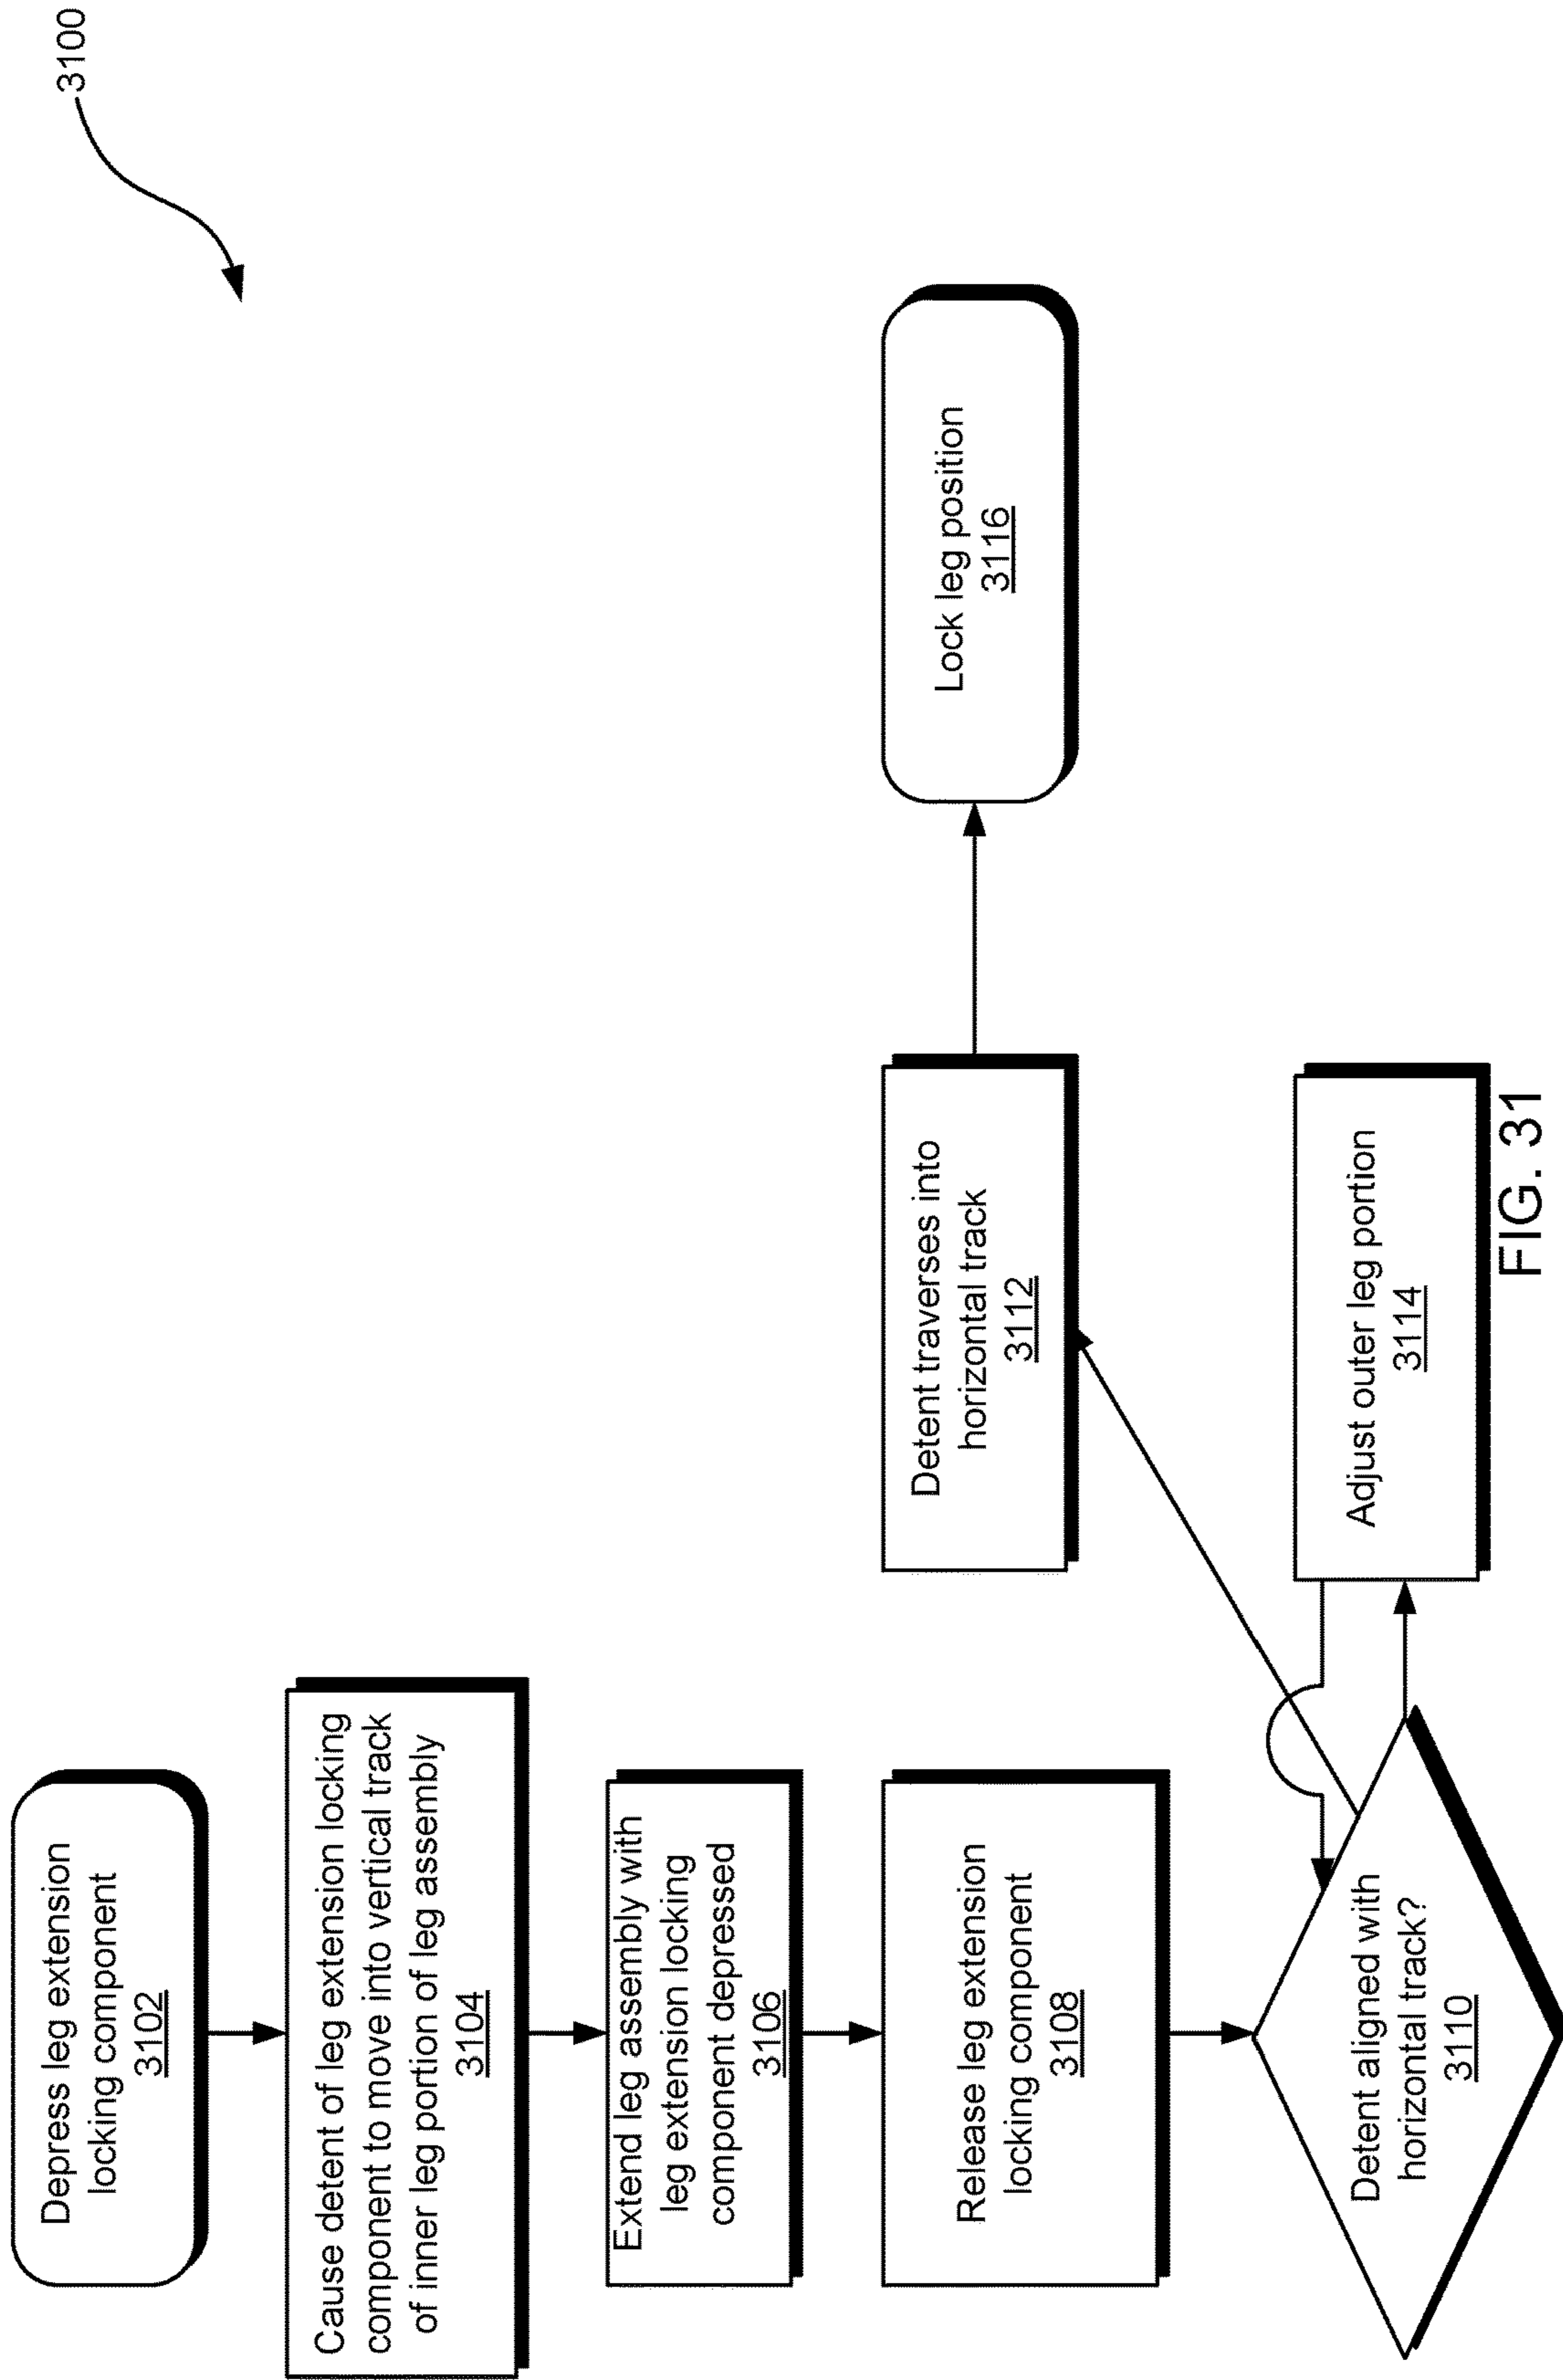 3100
Depress leg extension
locking component
3102
Cause detent of leg extension locking
component to move into vertical track
of inner leg portion of leg assembly
3104
Extend leg assembly with
leg extension locking
component depressed
3106
Release leg extension
locking component
3108
Detent aligned with
horizontal track?
3110
Detent traverses into
horizontal track
3112
Adjust outer leg portion
3114
Lock leg position
3116
FIG. 31